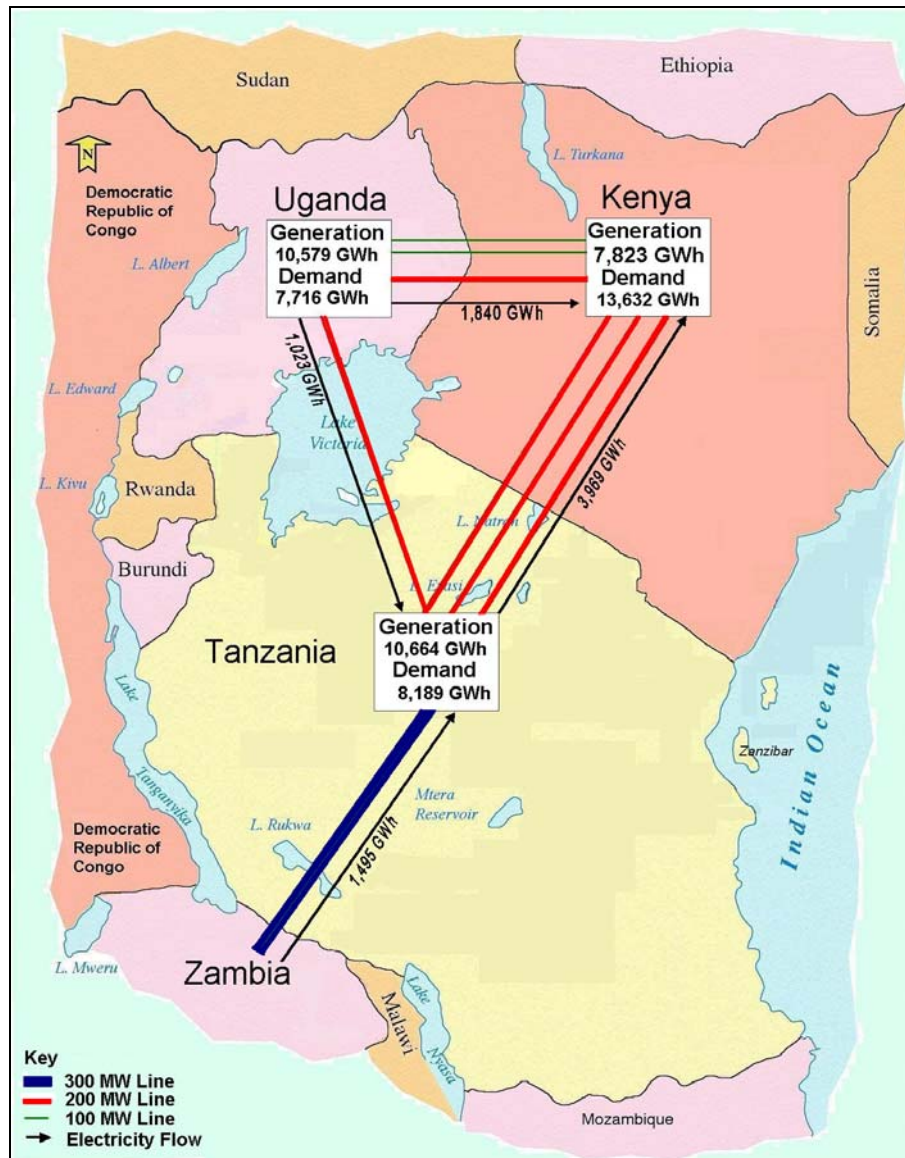 Sudan
Ethiopia
N
L. Turkana
Democratic
Republic of
Congo
Uganda
Kenya
Generation
10,579 GWh
Demand
7,716 GWh
Generation
7,823 GWh
Demand
13,632 GWh
L. Albert
1,840 GWh
Somalia
1,023 GWh
L. Edward
Lake
Victoria
L. Kivu
Rwanda
3,969 GWh
L. Natron
Burundi
L. Eyasi
Generation
10,664 GWh
Demand
8,189 GWh
Tanzania
Lake
Tanganyika
Zanzibar
Indian Ocean
Mtera
Reservoir
L. Rukwa
1,495 GWh
Democratic
Republic of
Congo
L. Mweru
Zambia
Malawi
Lake
Nyasa
Mozambique
Key
300 MW Line
200 MW Line
100 MW Line
Electricity Flow